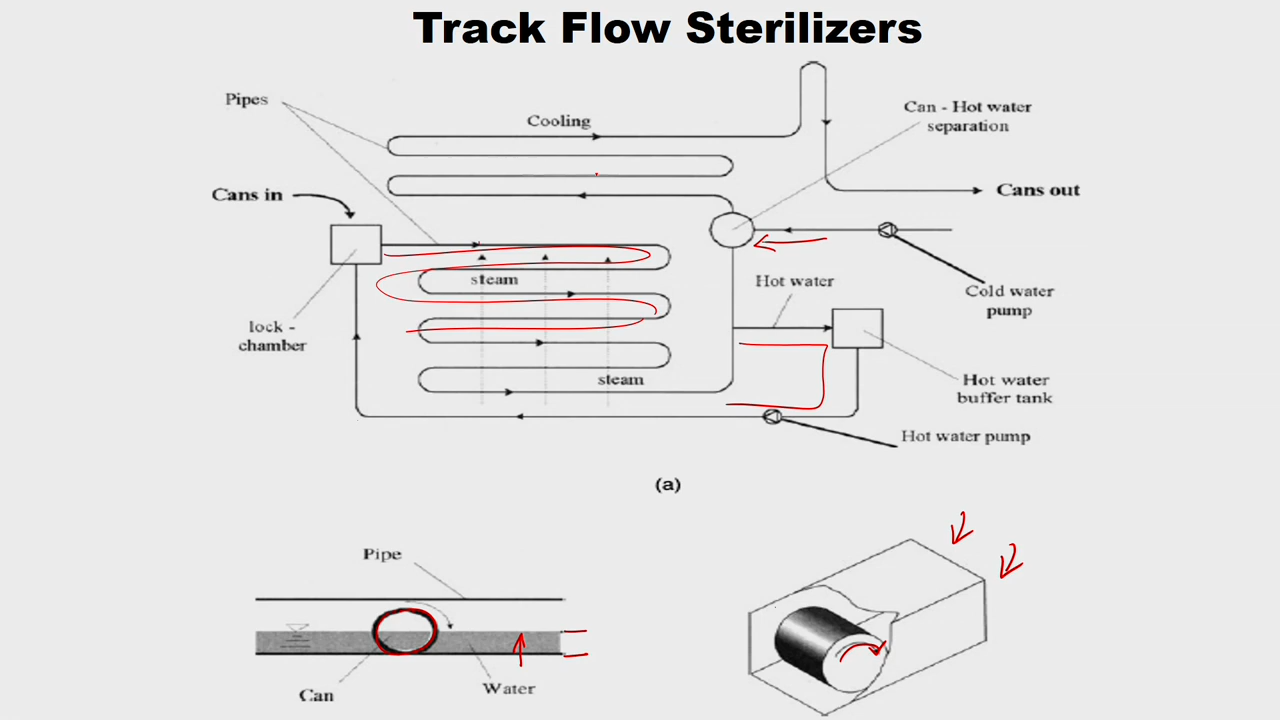 Track Flow Sterilizers
Pipes
Cooling
Can - Hot water
separation
Cans in
Cans out
steam
Hot water
Cold water
pump
lock -
chamber
steam
Hot water
buffer tank
Hot water pump
(a)
Pipe
Can
Water